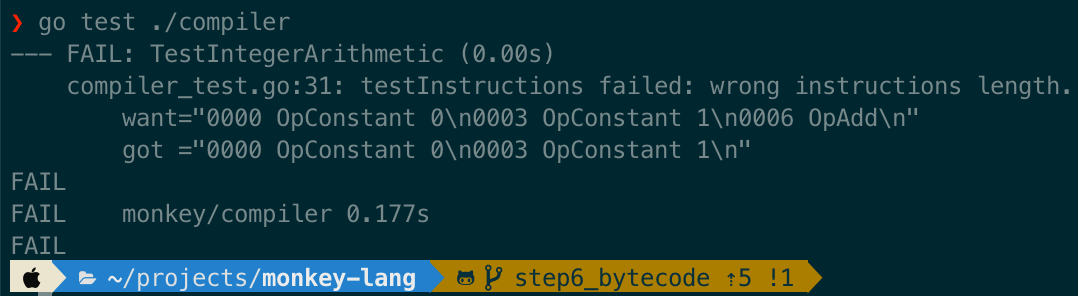 ❯ go test ./compiler
--- FAIL: TestIntegerArithmetic (0.00s)
    compiler_test.go:31: testInstructions failed: wrong instructions length.
        want="0000 OpConstant 0\n0003 OpConstant 1\n0006 OpAdd\n"
        got ="0000 OpConstant 0\n0003 OpConstant 1\n"
FAIL
FAIL    monkey/compiler 0.177s
FAIL
~/projects/monkey-lang step6_bytecode ⇡5 !1